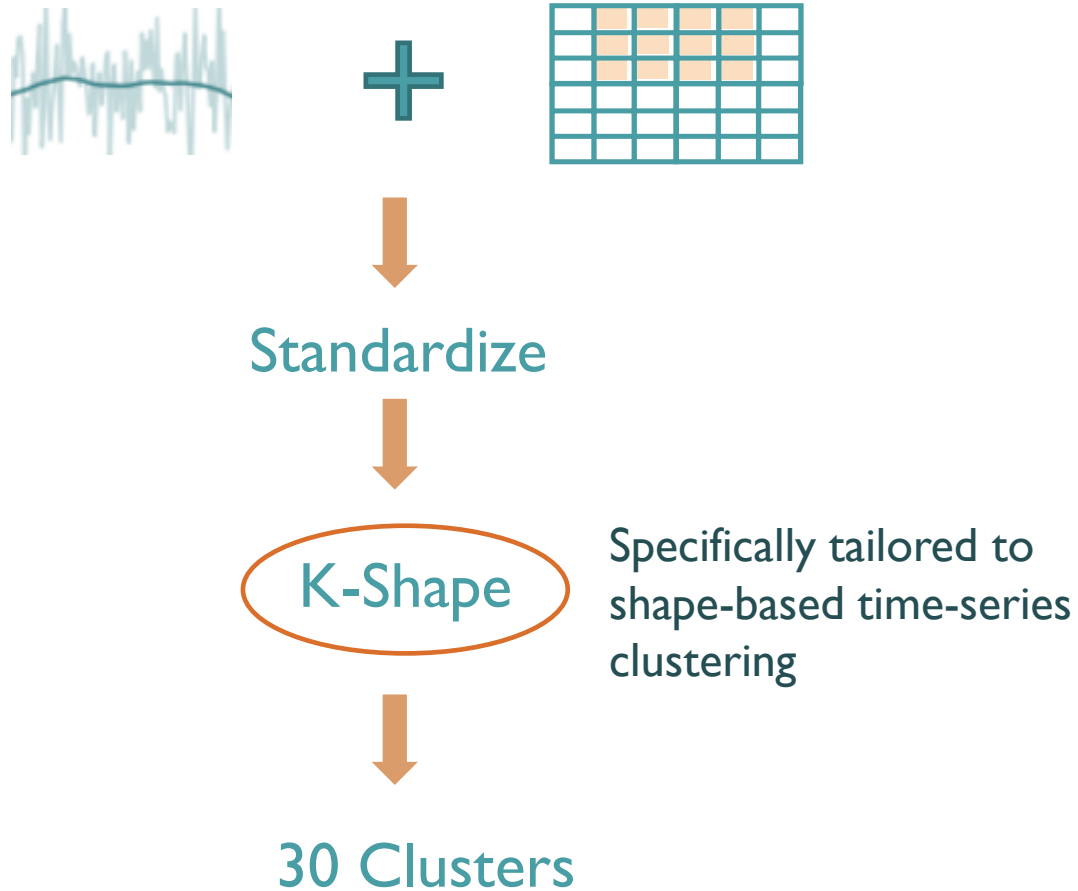 Standardize
K-Shape
Specifically tailored to
shape-based time-series
clustering
30 Clusters